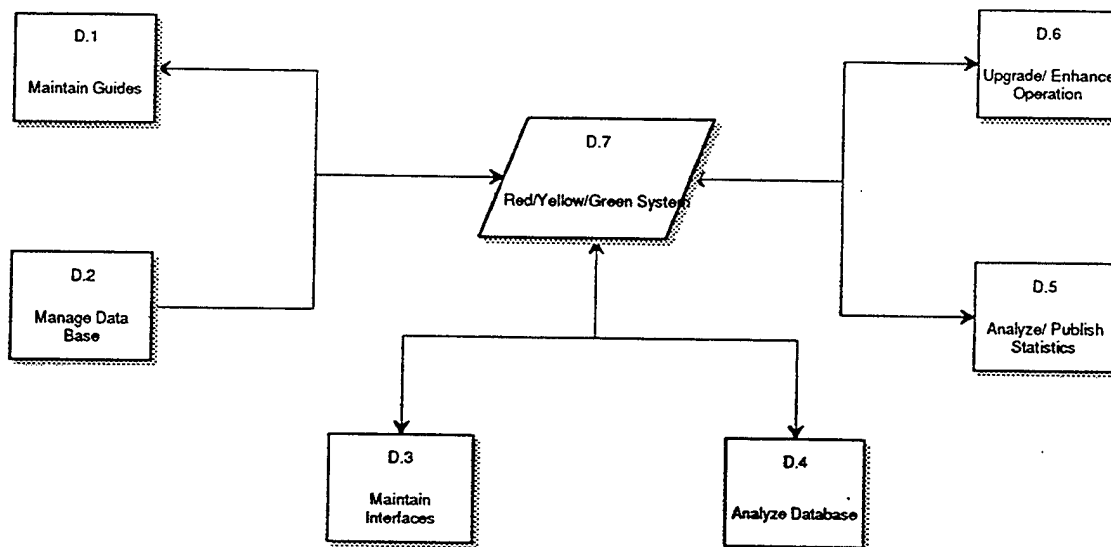 D.1
Maintain Guides
D.6
Upgrade/ Enhance
Operation
D.7
Red/Yellow/Green System
D.2
Manage Data
Base
D.5
Analyze/ Publish
Statistics
D.3
Maintain
Interfaces
D.4
Analyze Database